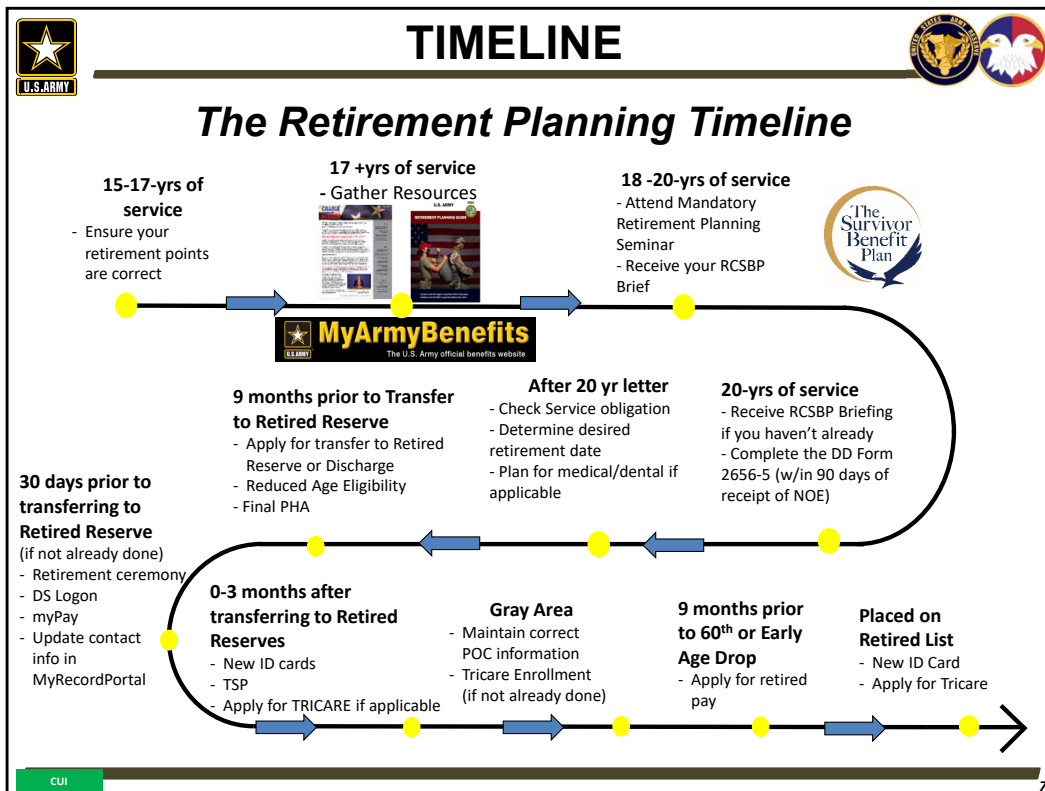 TIMELINE
U.S.ARMY
UNITED STATES ARMY RESERVE
The Retirement Planning Timeline
15-17-yrs of
service
- Ensure your
retirement points
are correct
17 +yrs of service
- Gather Resources
U.S. ARMY
RETIREMENT PLANNING GUIDE
18 -20-yrs of service
- Attend Mandatory
Retirement Planning
Seminar
- Receive your RCSBP
Brief
The
Survivor
Benefit
Plan
U.S.ARMY
MyArmyBenefits
The U.S. Army official benefits website
20-yrs of service
- Receive RCSBP Briefing
if you haven't already
- Complete the DD Form
2656-5 (w/in 90 days of
receipt of NOE)
After 20 yr letter
- Check Service obligation
- Determine desired
retirement date
- Plan for medical/dental if
applicable
9 months prior to Transfer
to Retired Reserve
- Apply for transfer to Retired
Reserve or Discharge
- Reduced Age Eligibility
- Final PHA
30 days prior to
transferring to
Retired Reserve
(if not already done)
- Retirement ceremony
- DS Logon
- myPay
- Update contact
info in
MyRecordPortal
0-3 months after
transferring to Retired
Reserves
- New ID cards
- TSP
- Apply for TRICARE if applicable
Gray Area
- Maintain correct
POC information
- Tricare Enrollment
(if not already done)
9 months prior
to 60th or Early
Age Drop
- Apply for retired
pay
Placed on
Retired List
- New ID Card
- Apply for Tricare
CUI
7